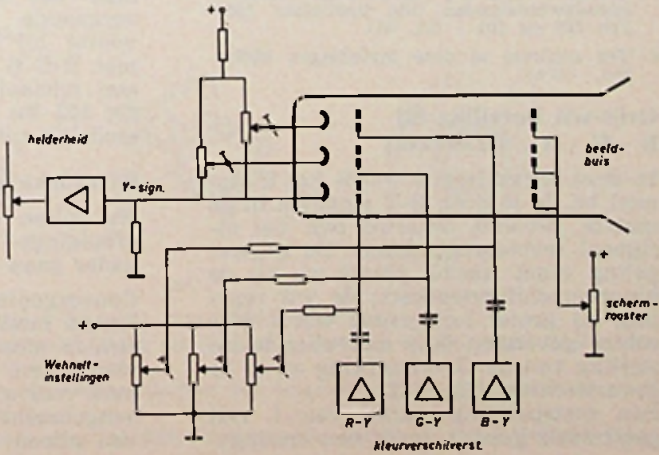 +
helderheid
beeld-
buis
Y-sign.
+
scherm-
rooster
+
Wehnelt-
instellingen
R-Y
G-Y
B-Y
kleurverschilverst.